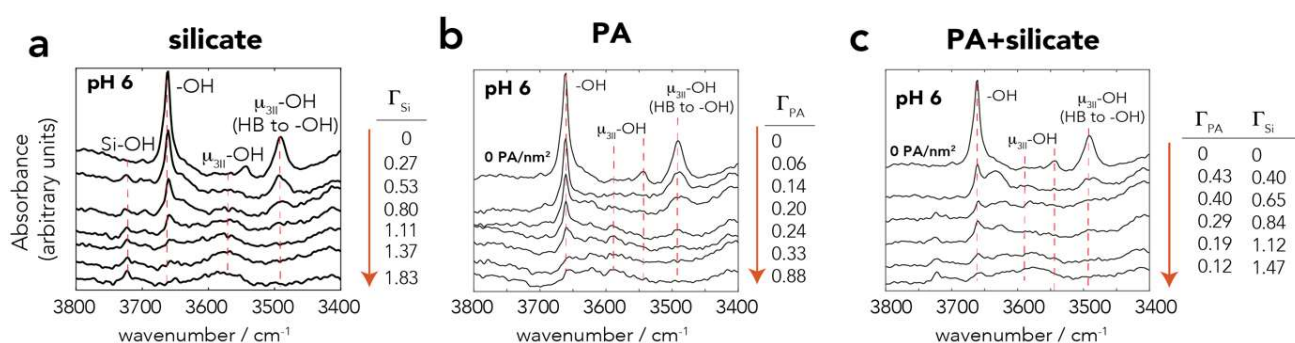 a
silicate
pH 6
-OH
Si-OH
μ3II-OH
μ3II-OH
(HB to -OH)
ΓSi
0
0.27
0.53
0.80
1.11
1.37
1.83
Absorbance
(arbitrary units)
3800 3700 3600 3500 3400
wavenumber / cm-1
b
PA
pH 6
-OH
0 PA/nm²
μ3II-OH
μ3II-OH
(HB to -OH)
ΓPA
0
0.06
0.14
0.20
0.24
0.33
0.88
3800 3700 3600 3500 3400
wavenumber / cm-1
c
PA+silicate
pH 6
-OH
0 PA/nm²
μ3II-OH
μ3II-OH
(HB to -OH)
ΓPA ΓSi
0 0
0.43 0.40
0.40 0.65
0.29 0.84
0.19 1.12
0.12 1.47
3800 3700 3600 3500 3400
wavenumber / cm-1